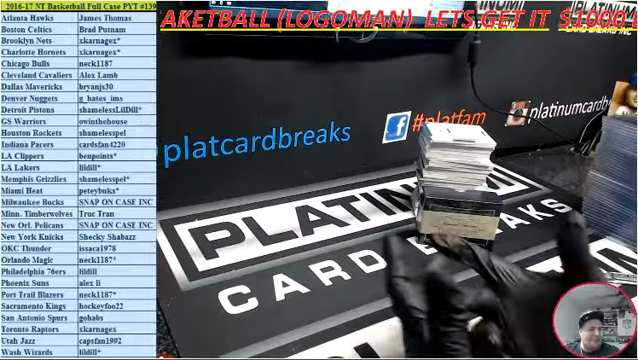 2016-17 NT Basketball Full Case PYT #139
Atlanta Hawks James Thomas
Boston Celtics Brad Putnam
Brooklyn Nets xkarnagex*
Charlotte Hornets xkarnagex*
Chicago Bulls neck1187
Cleveland Cavaliers Alex Lamb
Dallas Mavericks bryanjs30
Denver Nuggets g_hates_ims
Detroit Pistons shamelessLilDill*
GS Warriors owinthouse
Houston Rockets shamelesspel
Indiana Pacers cardsfan4220
LA Clippers benpoints*
LA Lakers lildill*
Memphis Grizzlies shamelesspel*
Miami Heat peteybuks*
Milwaukee Bucks SNAP ON CASE INC
Minn. Timberwolves Truc Tran
New Orl. Pelicans SNAP ON CASE INC
New York Knicks Shecky Shabazz
OKC Thunder issaca1978
Orlando Magic neck1187*
Philadelphia 76ers lildill
Phoenix Suns alex li
Port Trail Blazers neck1187*
Sacramento Kings hockeyfoo22
San Antonio Spurs gohabs
Toronto Raptors xkarnagex
Utah Jazz capsfan1992
Wash Wizards lildill*
AKETBALL (LOGOMAN) LETS GET IT $1000
platcardbreaks
#platfam
platinumcardb
PLATINUM
CARD BREAKS